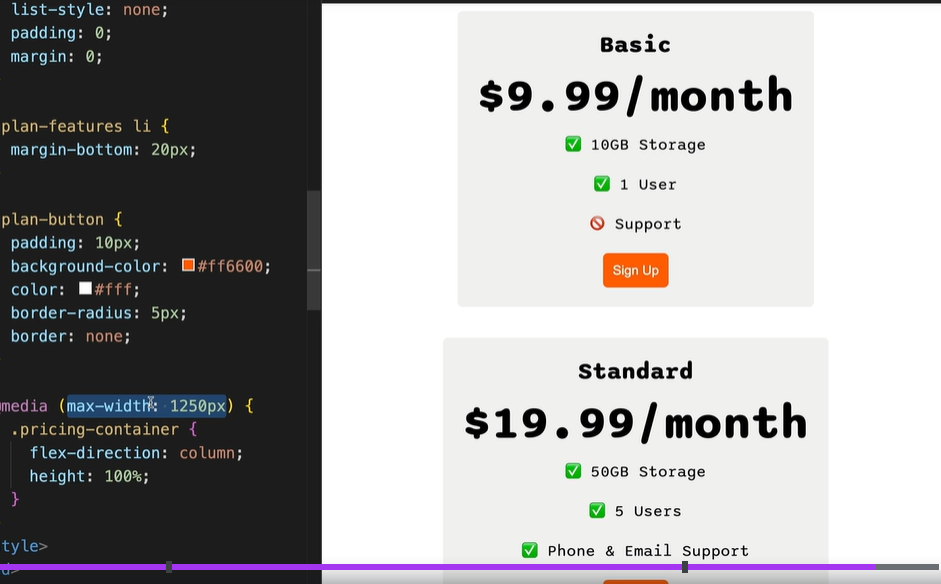 list-style: none;
padding: 0;
margin: 0;
plan-features li {
margin-bottom: 20px;
plan-button {
padding: 10px;
background-color: #ff6600;
color: #fff;
border-radius: 5px;
border: none;
media (max-width: 1250px) {
.pricing-container {
flex-direction: column;
height: 100%;
}
tyle>
d>
Basic
$9.99/month
✅ 10GB Storage
✅ 1 User
🚫 Support
Sign Up
Standard
$19.99/month
✅ 50GB Storage
✅ 5 Users
✅ Phone & Email Support